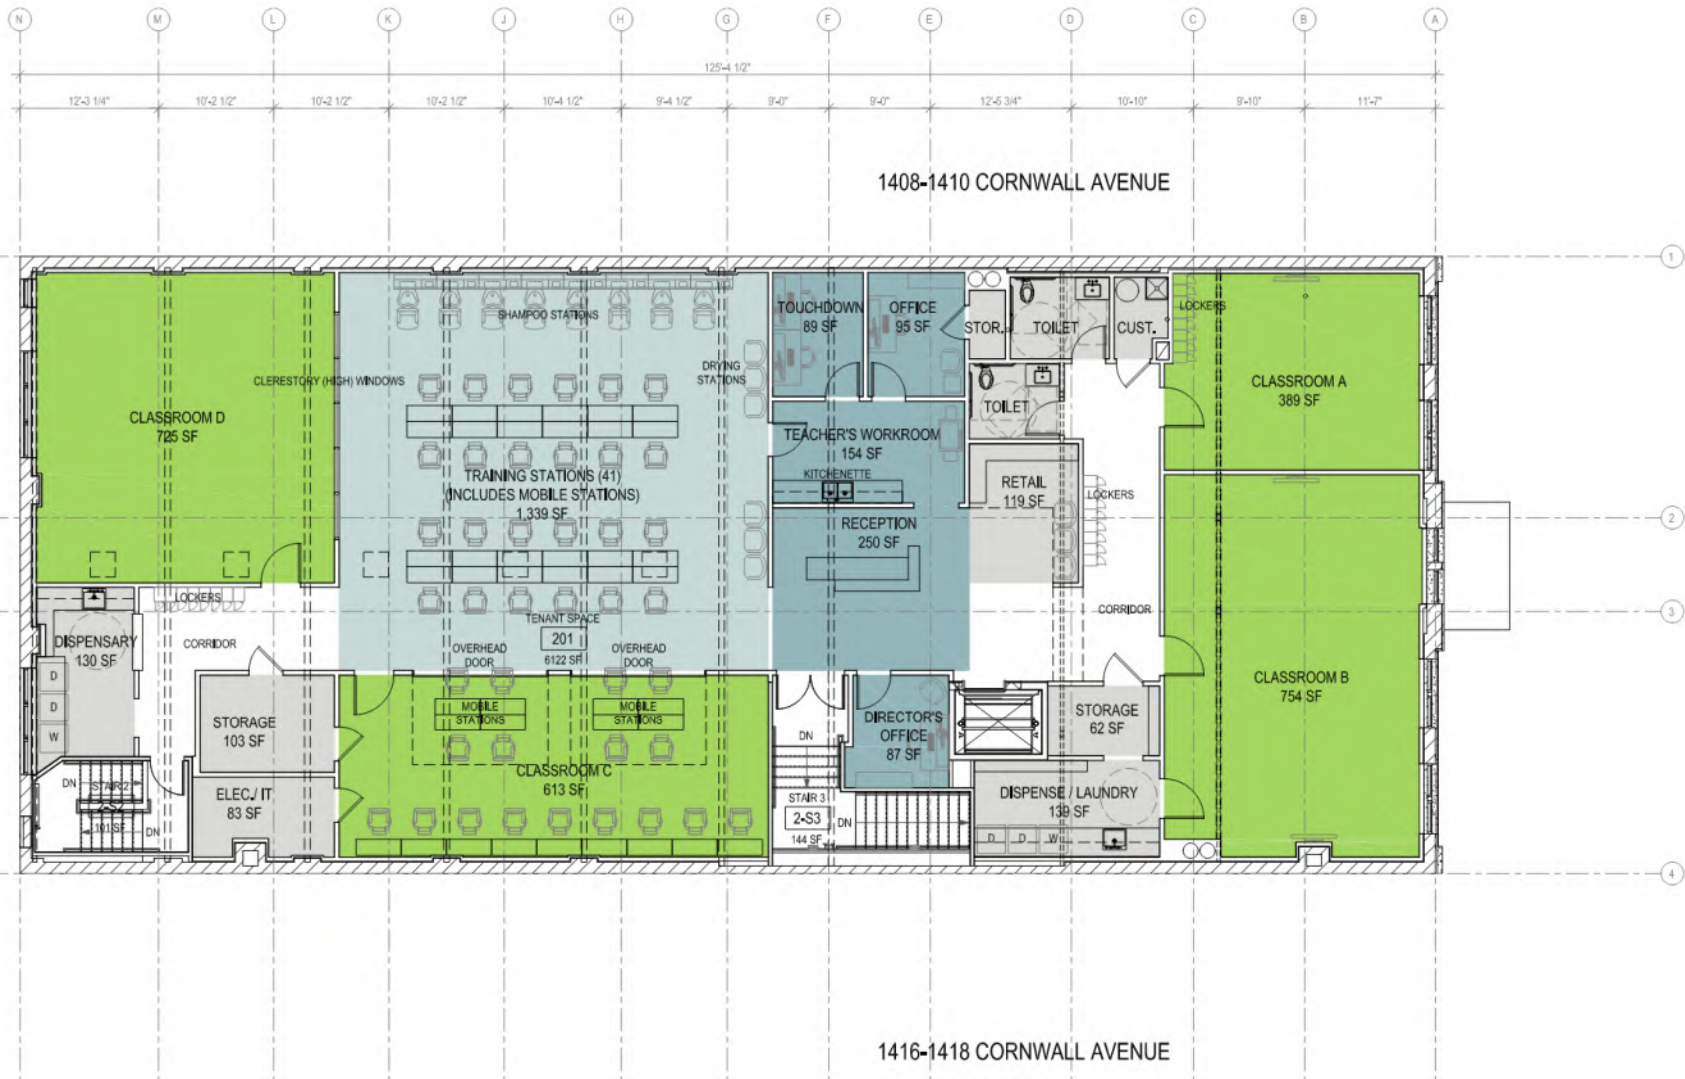 N M L K J H G F E D C B A
125'-4 1/2"
12'-3 1/4" 10'-2 1/2" 10'-2 1/2" 10'-2 1/2" 10'-4 1/2" 9'-4 1/2" 9'-0" 9'-0" 12'-5 3/4" 10'-10" 9'-10" 11'-7"
1408-1410 CORNWALL AVENUE
1
SHAMPOO STATIONS
TOUCHDOWN
89 SF
OFFICE
95 SF
STOR.
TOILET
CUST.
LOCKERS
CLERESTORY (HIGH) WINDOWS
DRYING
STATIONS
CLASSROOM A
389 SF
CLASSROOM D
725 SF
TOILET
TEACHER'S WORKROOM
154 SF
KITCHENETTE
TRAINING STATIONS (41)
(INCLUDES MOBILE STATIONS)
1,339 SF
RETAIL
119 SF
LOCKERS
2
RECEPTION
250 SF
LOCKERS
3
CORRIDOR
TENANT SPACE
201
6122 SF
DISPENSARY
130 SF
CORRIDOR
OVERHEAD
DOOR
OVERHEAD
DOOR
CLASSROOM B
754 SF
D
D
W
MOBILE
STATIONS
MOBILE
STATIONS
STORAGE
103 SF
DIRECTOR'S
OFFICE
87 SF
STORAGE
62 SF
DN
CLASSROOM C
613 SF
DN
STAIR 2
2-S2
101 SF
DN
ELEC./ IT
83 SF
STAIR 3
2-S3
144 SF
DN
DISPENSE / LAUNDRY
139 SF
D D W
4
1416-1418 CORNWALL AVENUE